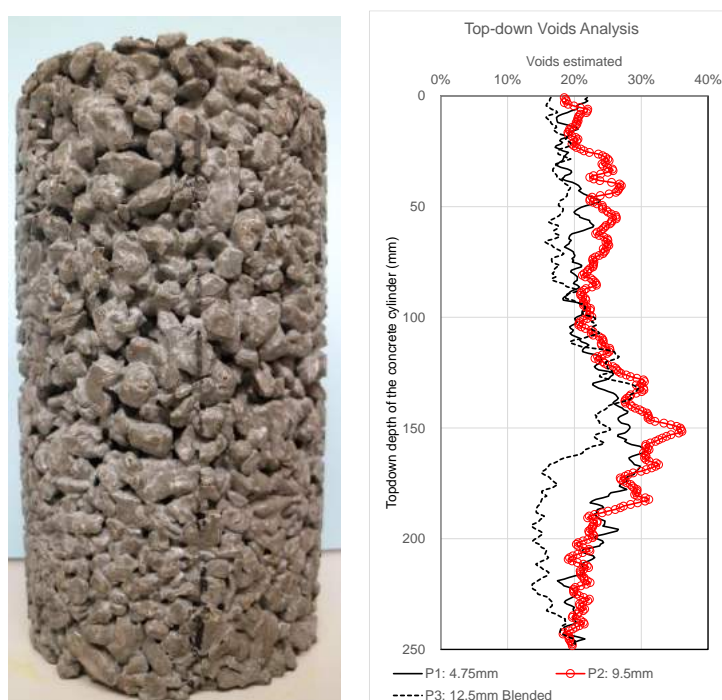 Top-down Voids Analysis
Voids estimated
0% 10% 20% 30% 40%
0
50
100
150
200
250
Topdown depth of the concrete cylinder (mm)
P1: 4.75mm P2: 9.5mm
P3: 12.5mm Blended